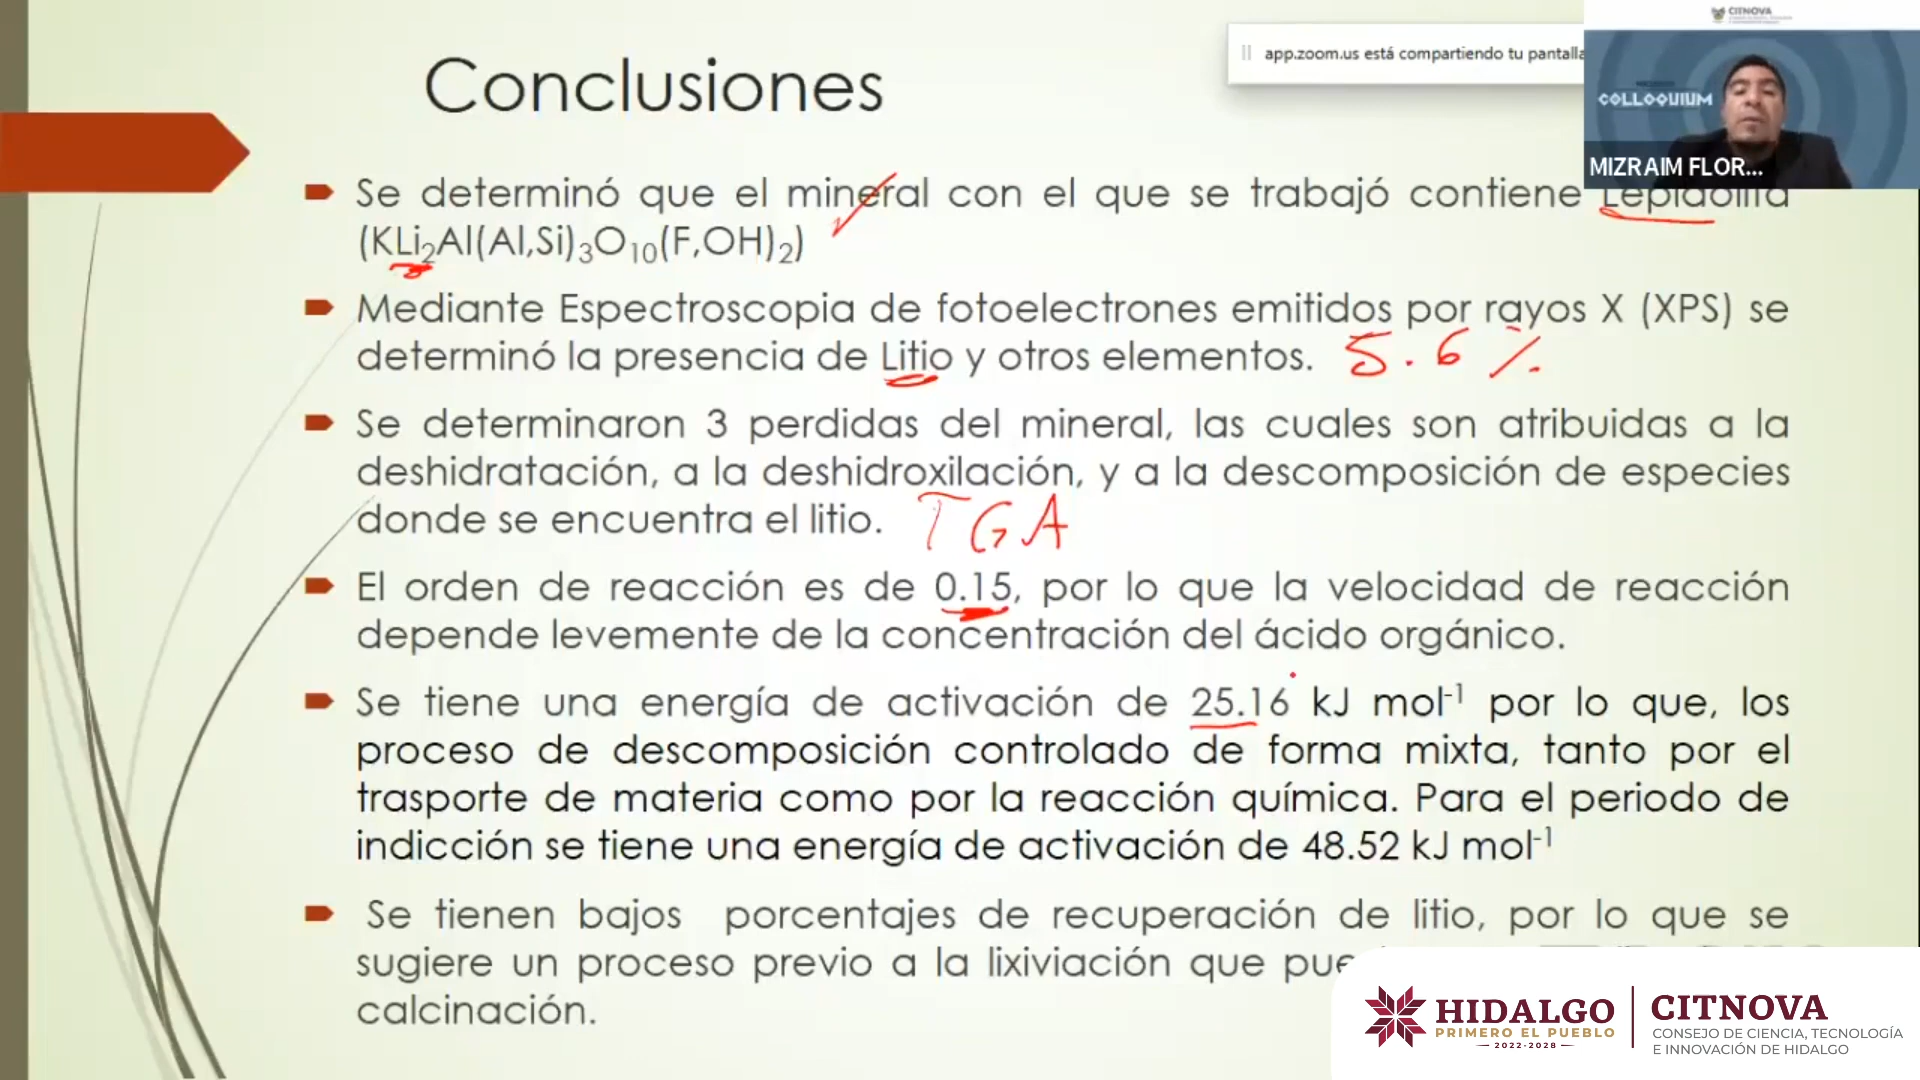 Conclusiones
app.zoom.us está compartiendo tu pantalla
CITNOVA
COLLOQUIUM
MIZRAIM FLOR...
Se determinó que el mineral con el que se trabajó contiene Lepidolita
(KLi2Al(Al,Si)3O10(F,OH)2)
Mediante Espectroscopia de fotoelectrones emitidos por rayos X (XPS) se
determinó la presencia de Litio y otros elementos. 5.6 %
Se determinaron 3 perdidas del mineral, las cuales son atribuidas a la
deshidratación, a la deshidroxilación, y a la descomposición de especies
donde se encuentra el litio. TGA
El orden de reacción es de 0.15, por lo que la velocidad de reacción
depende levemente de la concentración del ácido orgánico.
Se tiene una energía de activación de 25.16 kJ mol-1 por lo que, los
proceso de descomposición controlado de forma mixta, tanto por el
trasporte de materia como por la reacción química. Para el periodo de
indicción se tiene una energía de activación de 48.52 kJ mol-1
Se tienen bajos porcentajes de recuperación de litio, por lo que se
sugiere un proceso previo a la lixiviación que
calcinación.
HIDALGO
PRIMERO EL PUEBLO
2022-2028
CITNOVA
CONSEJO DE CIENCIA, TECNOLOGÍA
E INNOVACIÓN DE HIDALGO